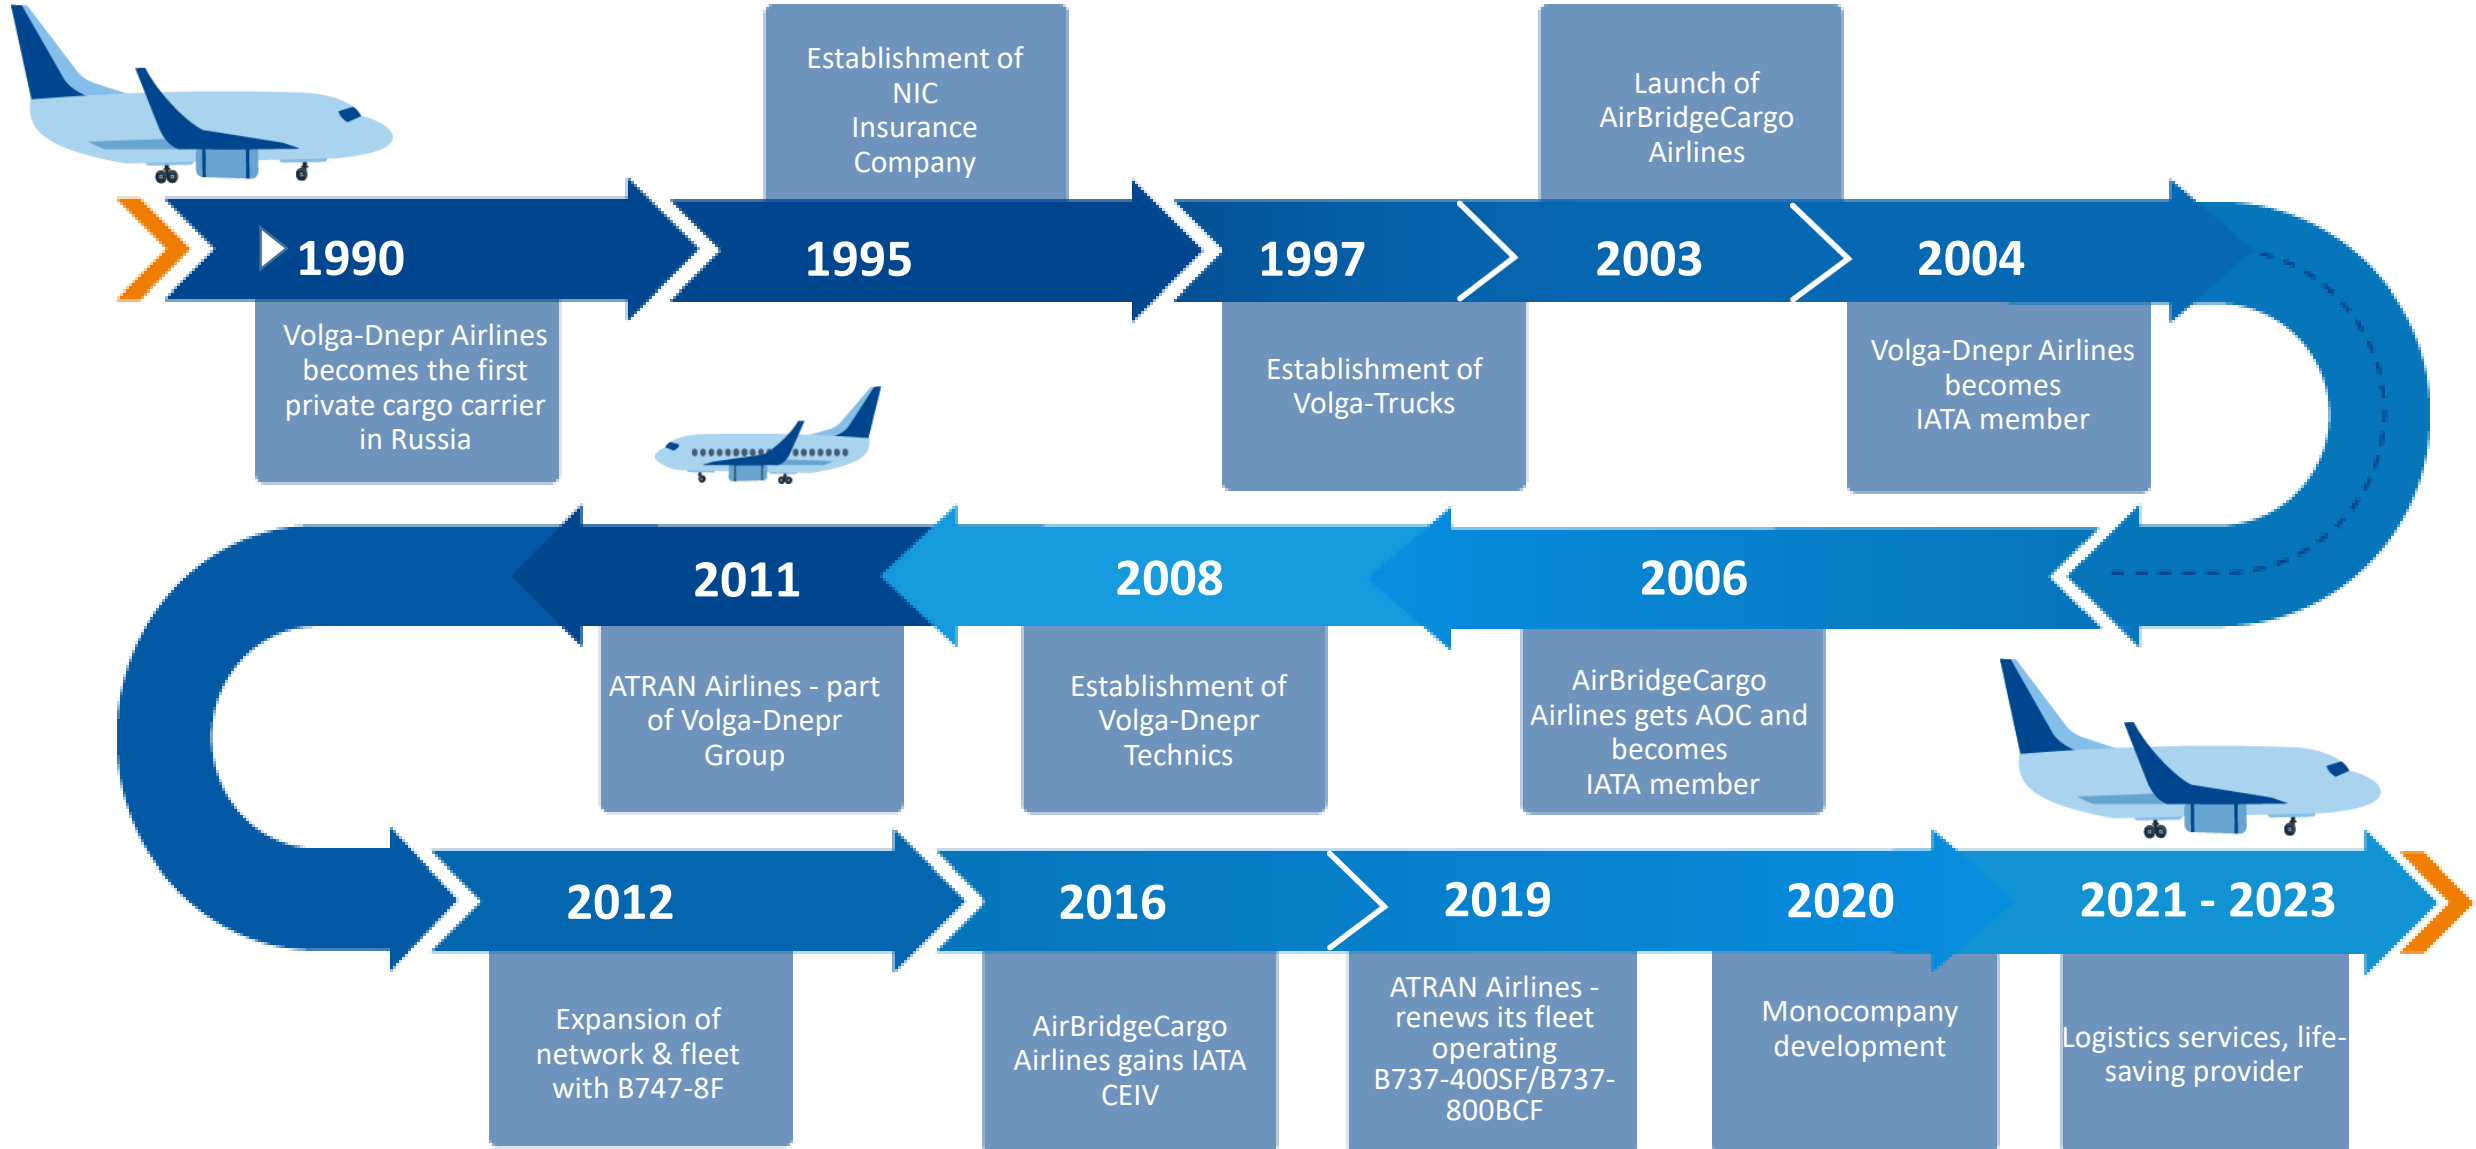 1990
Volga-Dnepr Airlines
becomes the first
private cargo carrier
in Russia
Establishment of
NIC
Insurance
Company
1995
1997
Establishment of
Volga-Trucks
Launch of
AirBridgeCargo
Airlines
2003
2004
Volga-Dnepr Airlines
becomes
IATA member
2006
AirBridgeCargo
Airlines gets AOC and
becomes
IATA member
2008
Establishment of
Volga-Dnepr
Technics
2011
ATRAN Airlines - part
of Volga-Dnepr
Group
2012
Expansion of
network & fleet
with B747-8F
2016
AirBridgeCargo
Airlines gains IATA
CEIV
2019
ATRAN Airlines -
renews its fleet
operating
B737-400SF/B737-
800BCF
2020
Monocompany
development
2021 - 2023
Logistics services, life-
saving provider